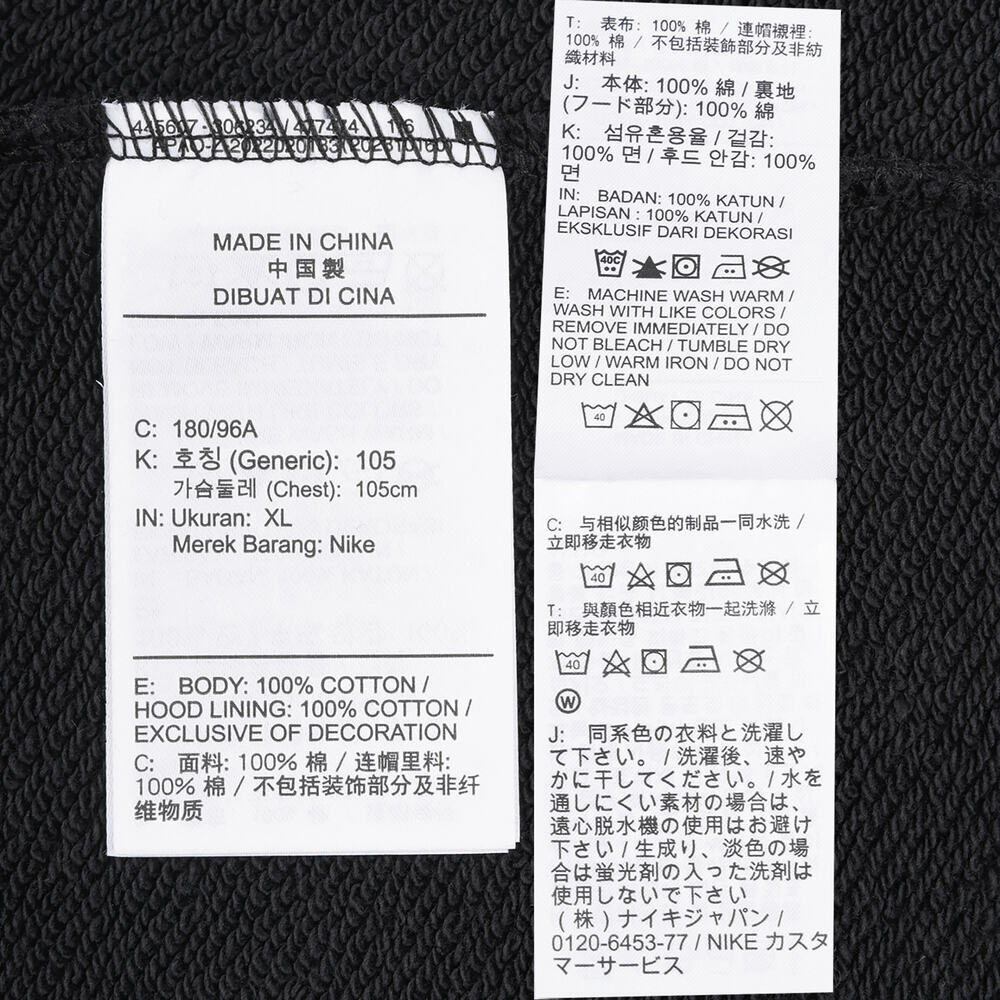 MADE IN CHINA
中国製
DIBUAT DI CINA
C: 180/96A
K: 호칭 (Generic): 105
가슴둘레 (Chest): 105cm
IN: Ukuran: XL
Merek Barang: Nike
E: BODY: 100% COTTON /
HOOD LINING: 100% COTTON /
EXCLUSIVE OF DECORATION
C: 面料: 100% 棉 / 连帽里料:
100% 棉 / 不包括装饰部分及非纤
维物质
T: 表布: 100% 棉 / 連帽襯裡:
100% 棉 / 不包括裝飾部分及非紡
織材料
J: 本体: 100% 綿 / 裏地
(フード部分): 100% 綿
K: 섬유혼용율 / 겉감:
100% 면 / 후드 안감: 100%
면
IN: BADAN: 100% KATUN /
LAPISAN : 100% KATUN /
EKSKLUSIF DARI DEKORASI
40C
E: MACHINE WASH WARM /
WASH WITH LIKE COLORS /
REMOVE IMMEDIATELY / DO
NOT BLEACH / TUMBLE DRY
LOW / WARM IRON / DO NOT
DRY CLEAN
40
C: 与相似颜色的制品一同水洗 /
立即移走衣物
40
T: 與顏色相近衣物一起洗滌 / 立
即移走衣物
40
W
J: 同系色の衣料と洗濯し
て下さい。 / 洗濯後、速や
かに干してください。 / 水を
通しにくい素材の場合は、
遠心脱水機の使用はお避け
下さい / 生成り、淡色の場
合は蛍光剤の入った洗剤は
使用しないで下さい
(株) ナイキジャパン /
0120-6453-77 / NIKE カスタ
マーサービス